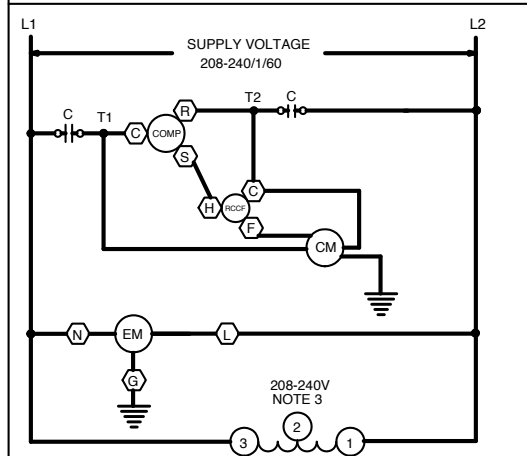 L1 L2
SUPPLY VOLTAGE
208-240/1/60
C T1 C COMP R T2 C
S
H RCCF C
F
CM
N EM L
G
208-240V
NOTE 3
3 2 1